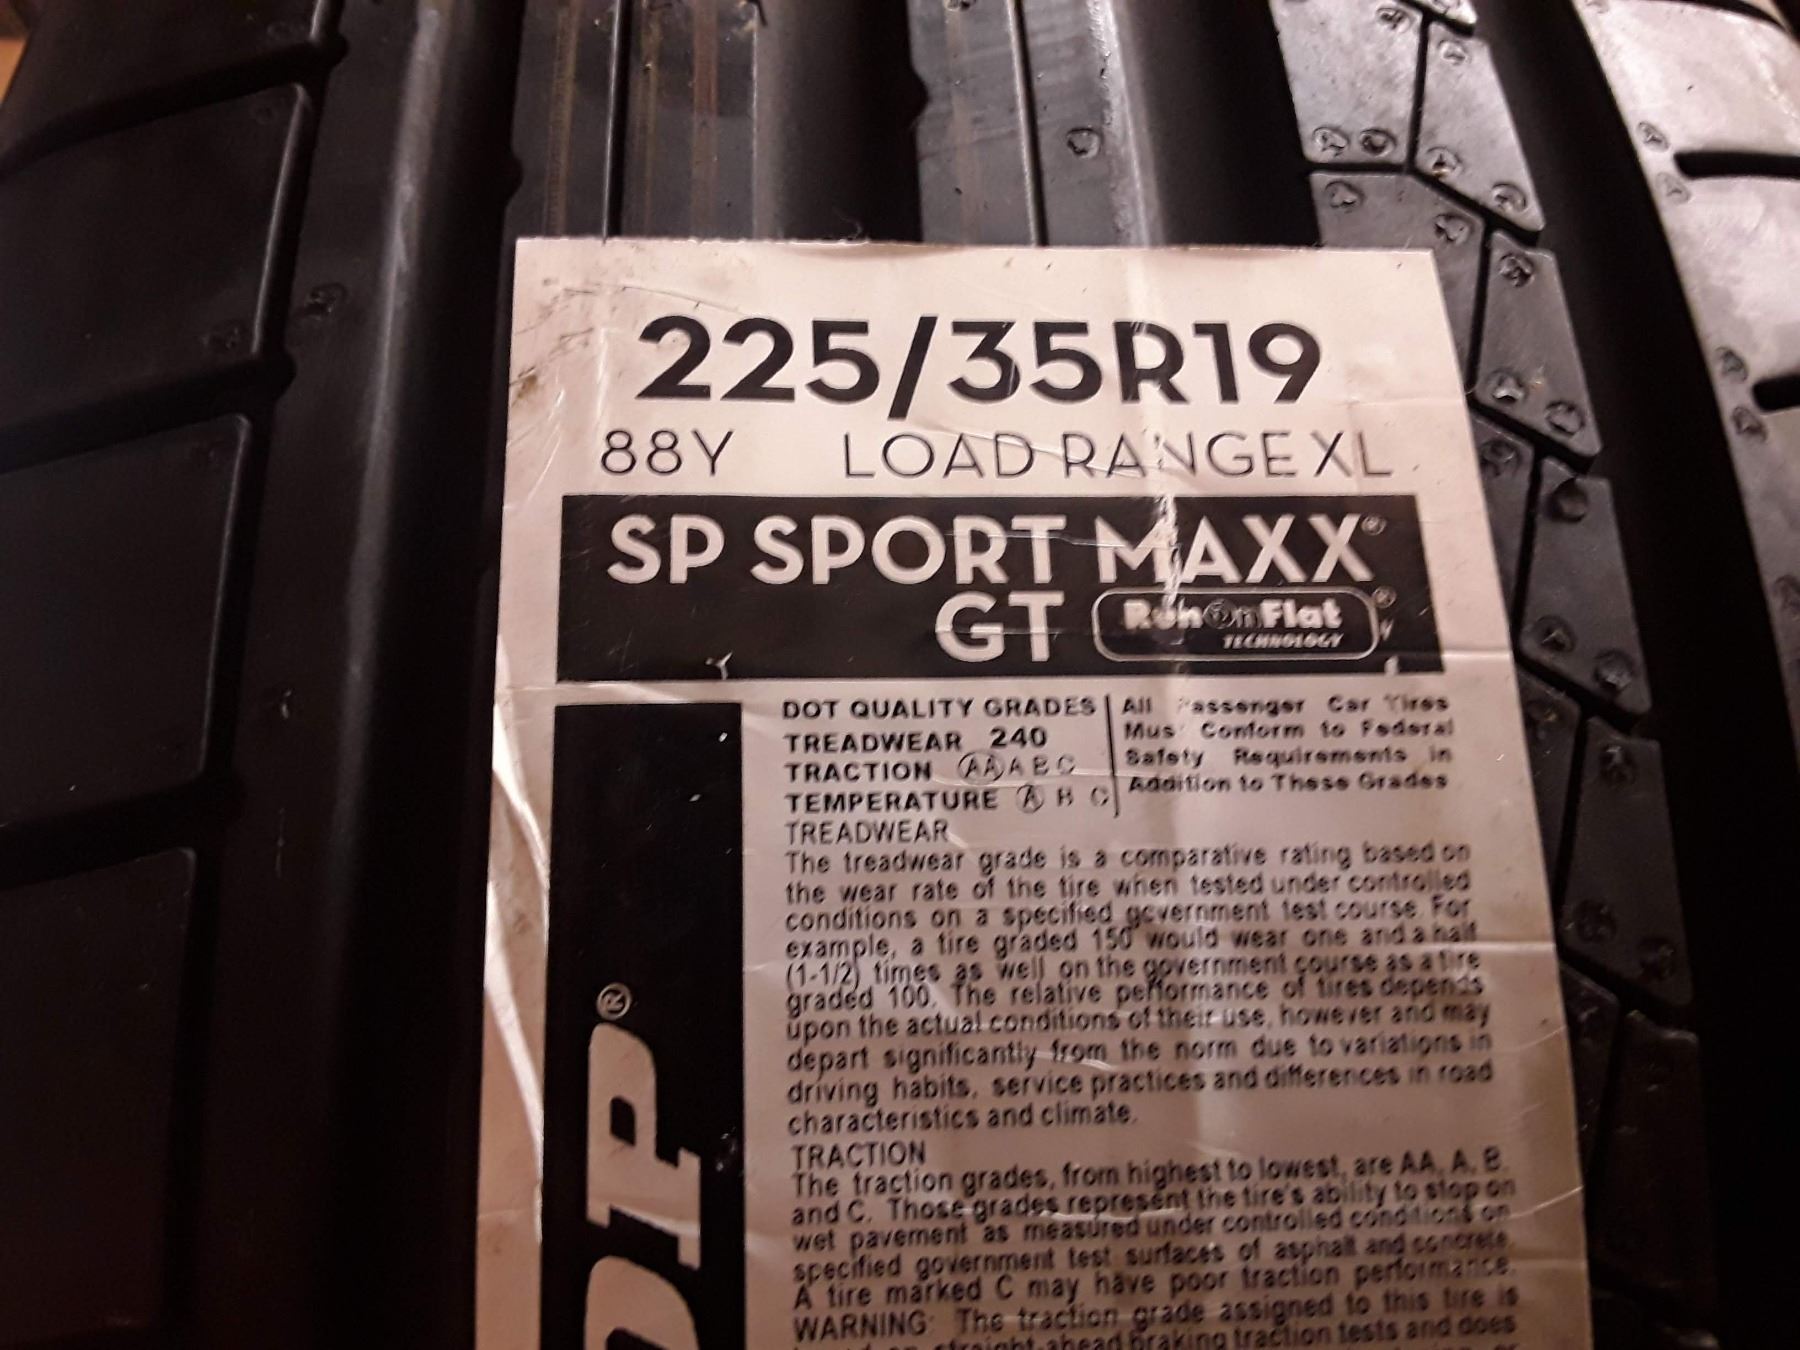 225/35R19
88Y LOAD RANGE XL
SP SPORT MAXX®
GT RunOnFlat®
TECHNOLOGY
DOT QUALITY GRADES
TREADWEAR 240
TRACTION AA A B C
TEMPERATURE A B C
All Passenger Car Tires
Must Conform to Federal
Safety Requirements in
Addition to These Grades
TREADWEAR
The treadwear grade is a comparative rating based on
the wear rate of the tire when tested under controlled
conditions on a specified government test course. For
example, a tire graded 150 would wear one and a half
(1-1/2) times as well on the government course as a tire
graded 100. The relative performance of tires depends
upon the actual conditions of their use, however and may
depart significantly from the norm due to variations in
driving habits, service practices and differences in road
characteristics and climate.
TRACTION
The traction grades, from highest to lowest, are AA, A, B,
and C. Those grades represent the tire's ability to stop on
wet pavement as measured under controlled conditions on
specified government test surfaces of asphalt and concrete.
A tire marked C may have poor traction performance.
WARNING: The traction grade assigned to this tire is
straight-ahead braking traction tests and does
OP®